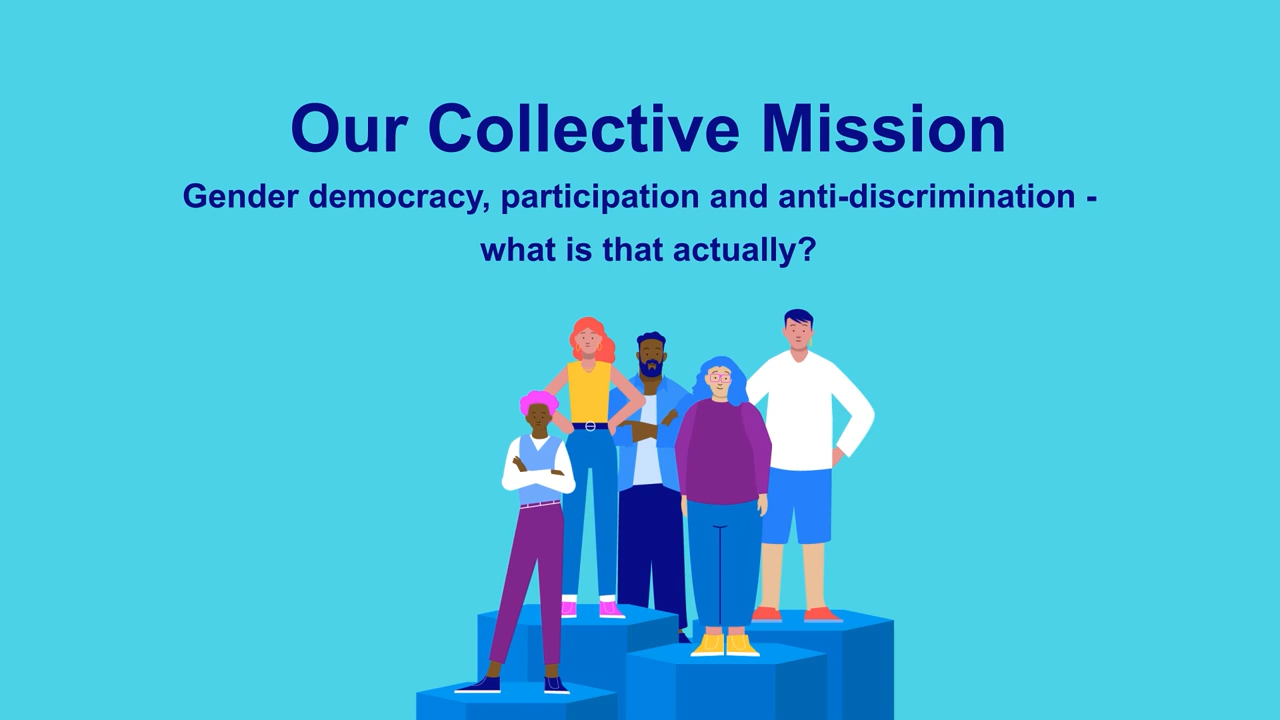 Our Collective Mission
Gender democracy, participation and anti-discrimination -
what is that actually?